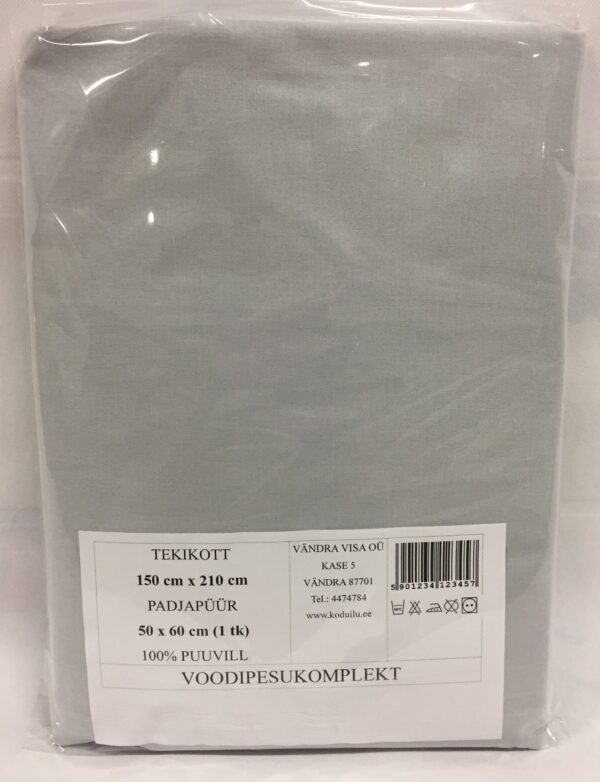 TEKIKOTT
150 cm x 210 cm
PADJAPÜÜR
50 x 60 cm (1 tk)
100% PUUVILL
VÄNDRA VISA OÜ
KASE 5
VÄNDRA 87701
Tel.: 4474784
www.koduilu.ee
5 901234 123457
VOODIPESUKOMPLEKT